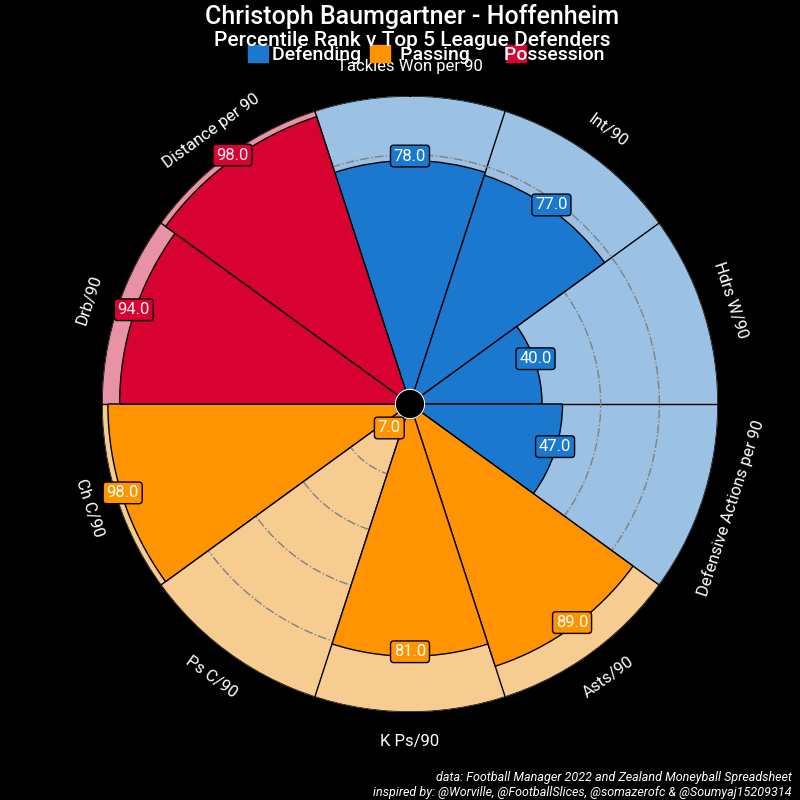 Christoph Baumgartner - Hoffenheim
Percentile Rank v Top 5 League Defenders
Defending Passing Possession
Tackles Won per 90
Distance per 90
Int/90
98.0
78.0
77.0
Drb/90
Hdrs W/90
94.0
40.0
7.0
47.0
Ch C/90
98.0
Defensive Actions per 90
89.0
81.0
Ps C/90
Asts/90
K Ps/90
data: Football Manager 2022 and Zealand Moneyball Spreadsheet
inspired by: @Worville, @FootballSlices, @somazerofc & @Soumyaj15209314